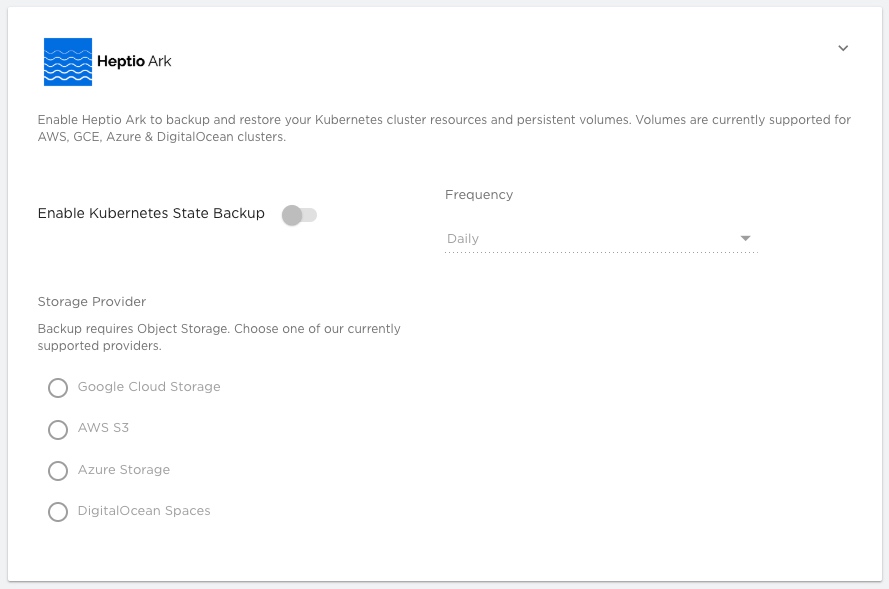 Heptio Ark
Enable Heptio Ark to backup and restore your Kubernetes cluster resources and persistent volumes. Volumes are currently supported for
AWS, GCE, Azure & DigitalOcean clusters.
Enable Kubernetes State Backup
Frequency
Daily
Storage Provider
Backup requires Object Storage. Choose one of our currently
supported providers.
Google Cloud Storage
AWS S3
Azure Storage
DigitalOcean Spaces